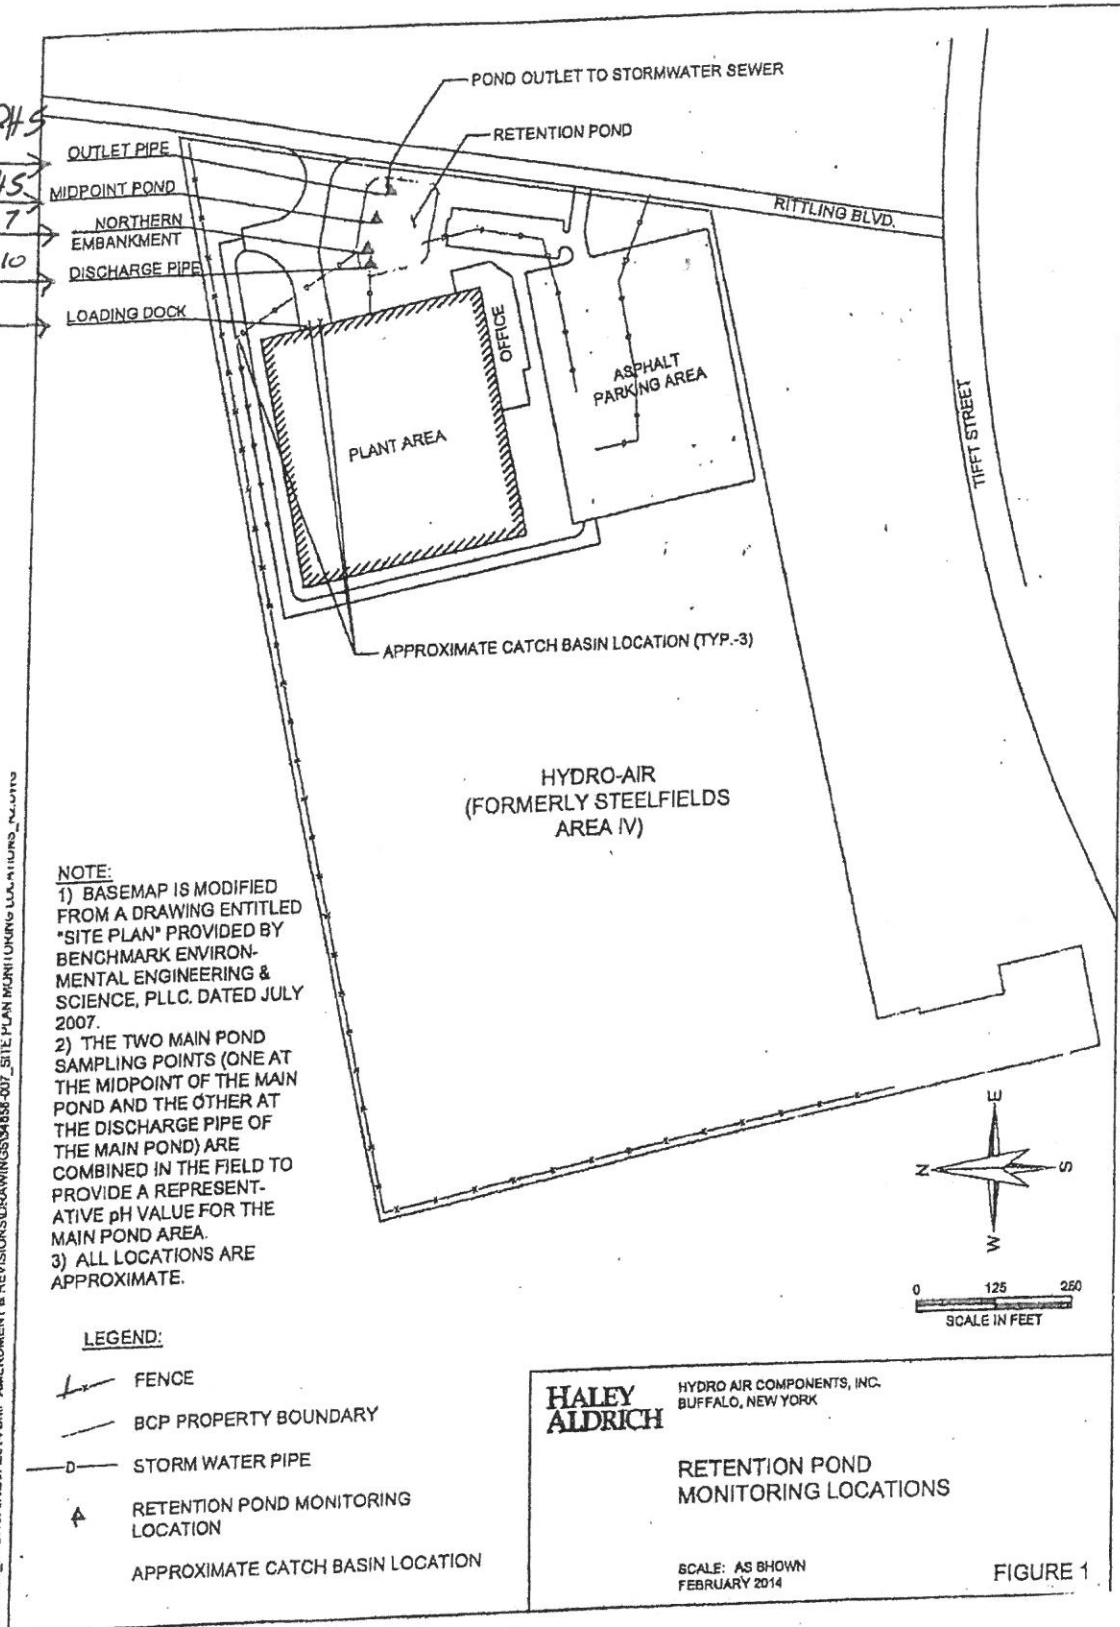 POND OUTLET TO STORMWATER SEWER
RETENTION POND
OUTLET PIPE
MIDPOINT POND
7
NORTHERN
EMBANKMENT
10
DISCHARGE PIPE
LOADING DOCK
RITTLING BLVD.
OFFICE
ASPHALT
PARKING AREA
PLANT AREA
TIFFT STREET
APPROXIMATE CATCH BASIN LOCATION (TYP.-3)
HYDRO-AIR
(FORMERLY STEELFIELDS
AREA IV)
NOTE:
1) BASEMAP IS MODIFIED
FROM A DRAWING ENTITLED
"SITE PLAN" PROVIDED BY
BENCHMARK ENVIRON-
MENTAL ENGINEERING &
SCIENCE, PLLC. DATED JULY
2007.
2) THE TWO MAIN POND
SAMPLING POINTS (ONE AT
THE MIDPOINT OF THE MAIN
POND AND THE OTHER AT
THE DISCHARGE PIPE OF
THE MAIN POND) ARE
COMBINED IN THE FIELD TO
PROVIDE A REPRESENT-
ATIVE pH VALUE FOR THE
MAIN POND AREA.
3) ALL LOCATIONS ARE
APPROXIMATE.
E
N
S
W
0 125 250
SCALE IN FEET
LEGEND:
FENCE
BCP PROPERTY BOUNDARY
STORM WATER PIPE
RETENTION POND MONITORING
LOCATION
APPROXIMATE CATCH BASIN LOCATION
HALEY
ALDRICH
HYDRO AIR COMPONENTS, INC.
BUFFALO, NEW YORK
RETENTION POND
MONITORING LOCATIONS
SCALE: AS SHOWN
FEBRUARY 2014
FIGURE 1